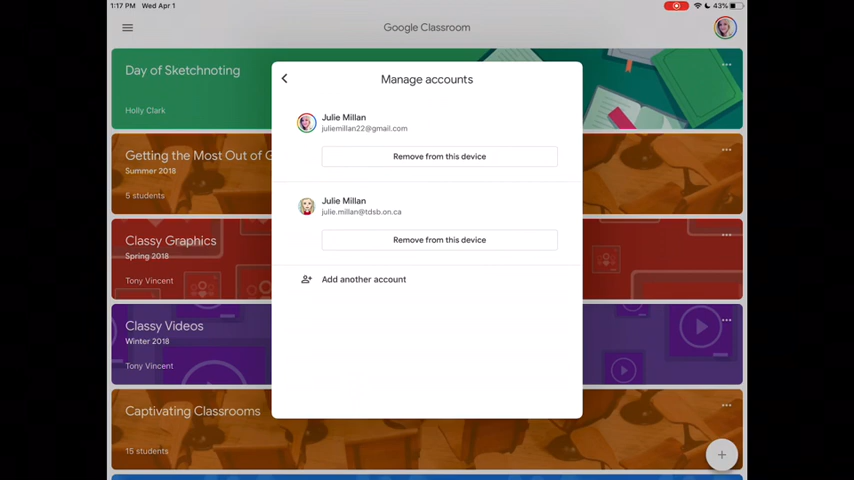 1:17 PM Wed Apr 1
43%
Google Classroom
Day of Sketchnoting
Holly Clark
Getting the Most Out of G
Summer 2018
5 students
Classy Graphics
Spring 2018
Tony Vincent
Classy Videos
Winter 2018
Tony Vincent
Captivating Classrooms
15 students
Manage accounts
Julie Millan
juliemillan22@gmail.com
Remove from this device
Julie Millan
julie.millan@tdsb.on.ca
Remove from this device
Add another account